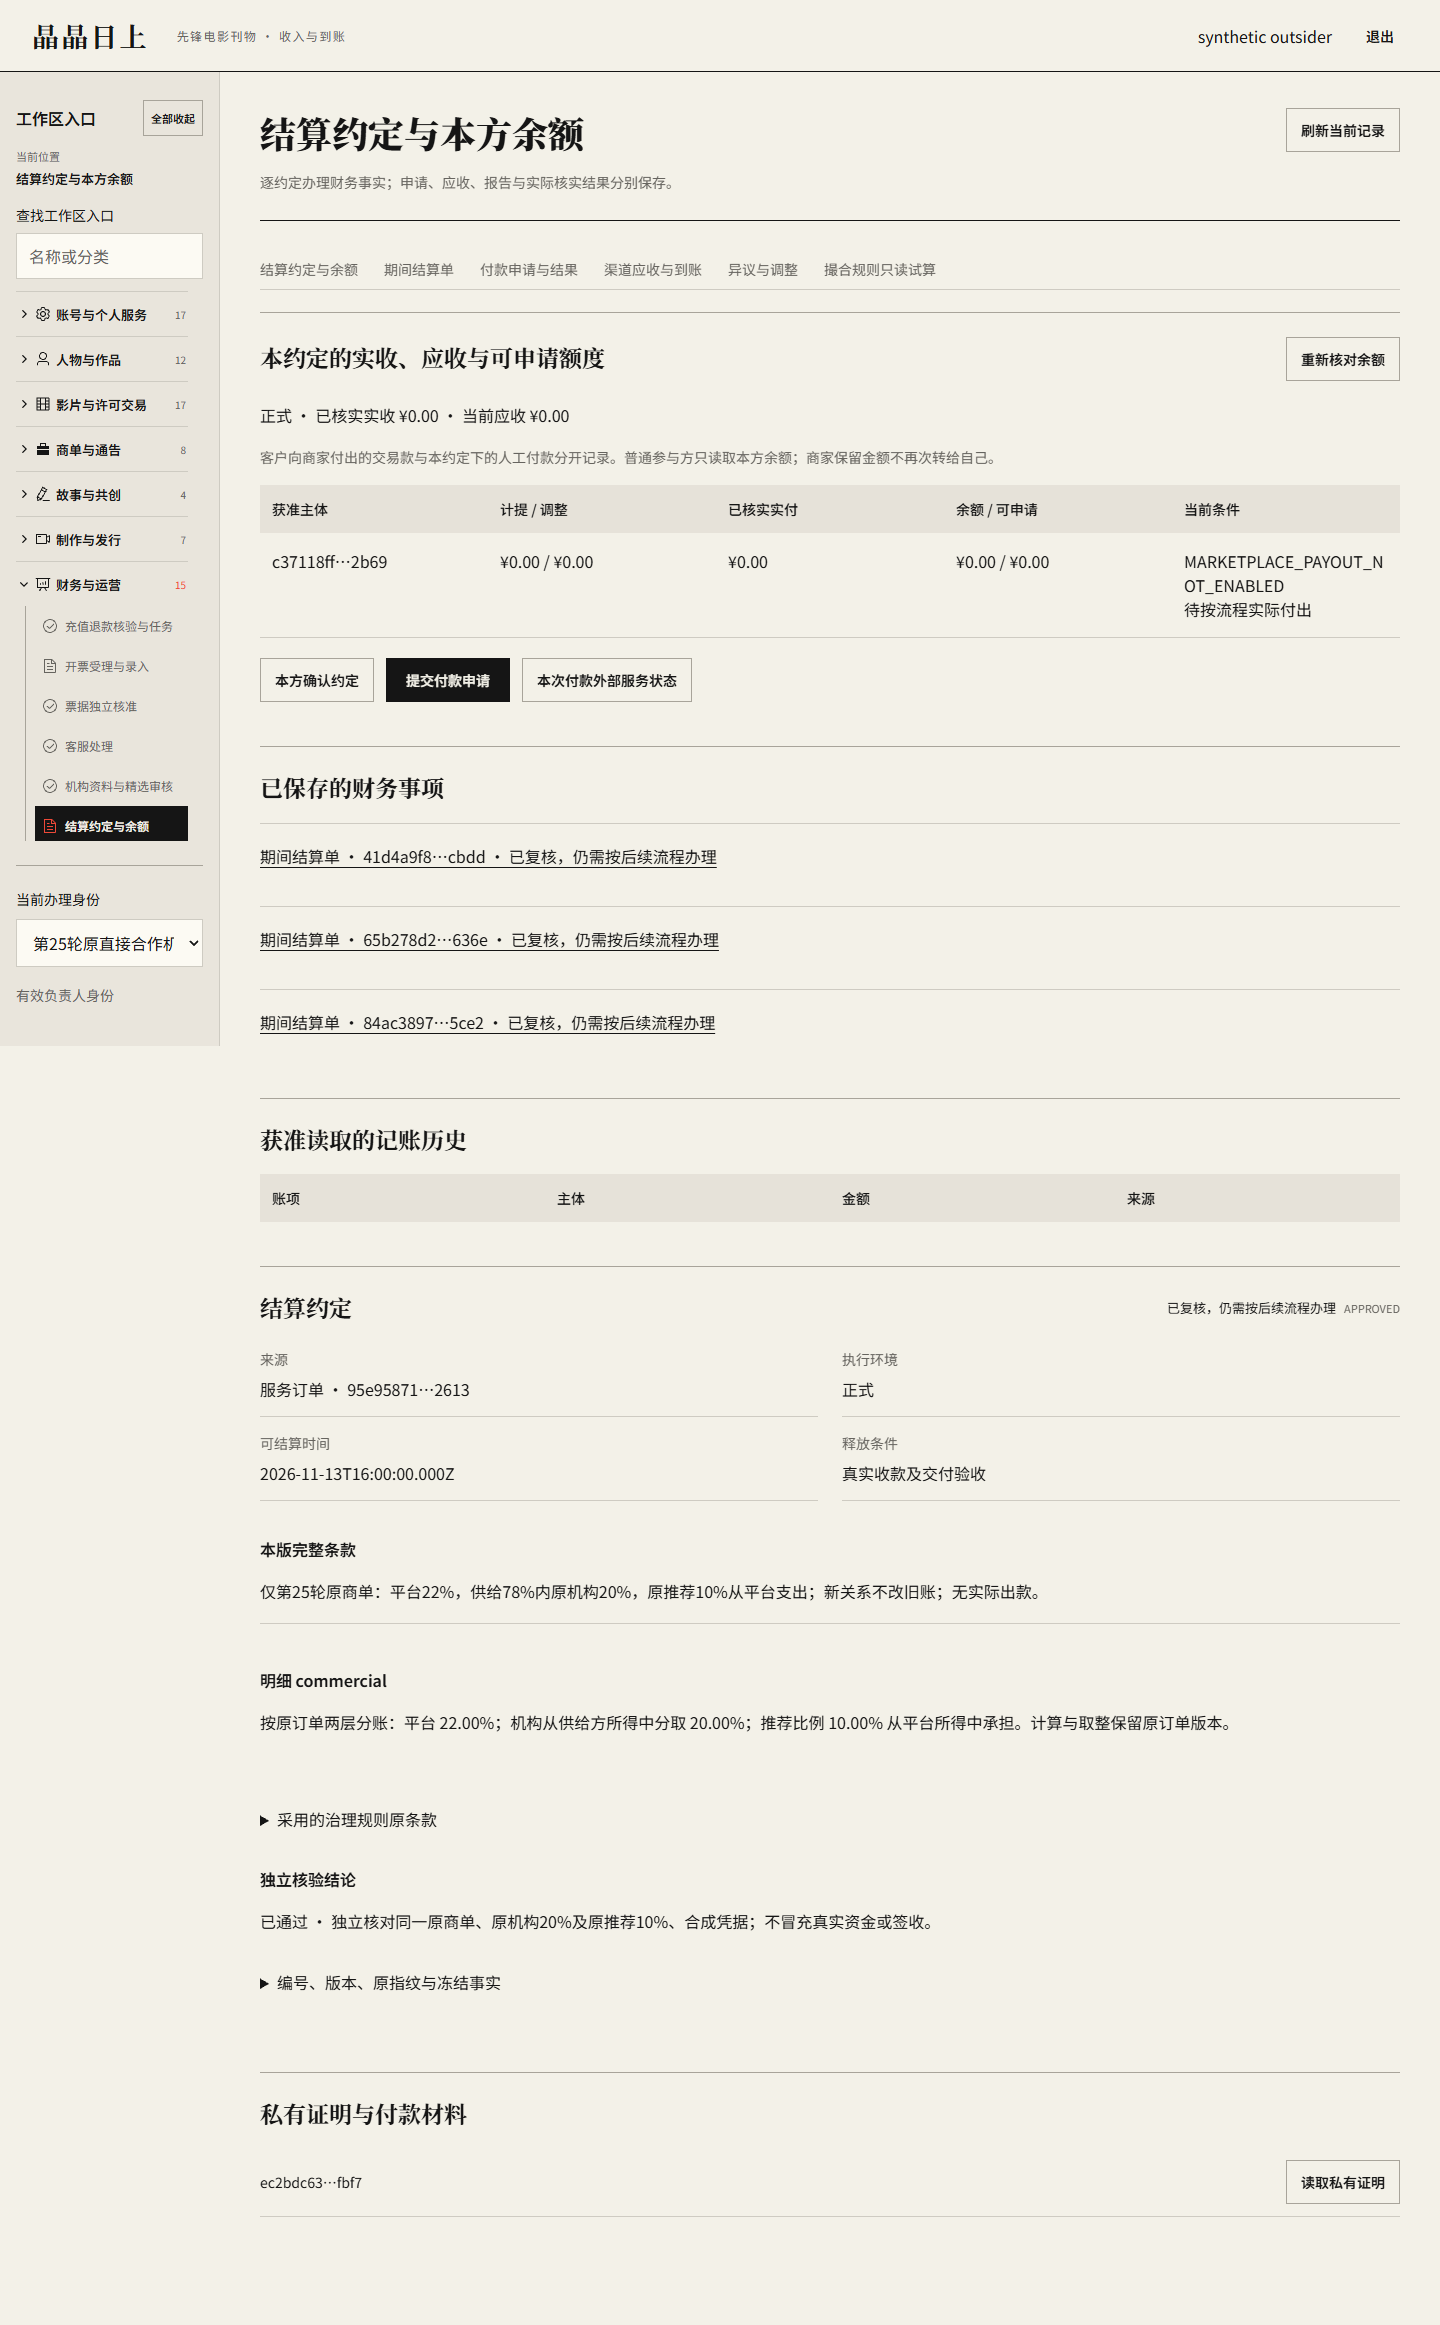 晶晶日上
先锋电影刊物 · 收入与到账
synthetic outsider
退出
工作区入口
全部收起
当前位置
结算约定与本方余额
查找工作区入口
名称或分类
账号与个人服务 17
人物与作品 12
影片与许可交易 17
商单与通告 8
故事与共创 4
制作与发行 7
财务与运营 15
充值退款核验与任务
开票受理与录入
票据独立核准
客服处理
机构资料与精选审核
结算约定与余额
当前办理身份
有效负责人身份
结算约定与本方余额
刷新当前记录
逐约定办理财务事实；申请、应收、报告与实际核实结果分别保存。
结算约定与余额 期间结算单 付款申请与结果 渠道应收与到账 异议与调整 撮合规则只读试算
本约定的实收、应收与可申请额度
重新核对余额
正式 · 已核实实收 ¥0.00 · 当前应收 ¥0.00
客户向商家付出的交易款与本约定下的人工付款分开记录。普通参与方只读取本方余额；商家保留金额不再次转给自己。
获准主体 计提 / 调整 已核实实付 余额 / 可申请 当前条件
c37118ff…2b69 ¥0.00 / ¥0.00 ¥0.00 ¥0.00 / ¥0.00 MARKETPLACE_PAYOUT_N
OT_ENABLED
待按流程实际付出
本方确认约定 提交付款申请 本次付款外部服务状态
已保存的财务事项
期间结算单 · 41d4a9f8…cbdd · 已复核，仍需按后续流程办理
期间结算单 · 65b278d2…636e · 已复核，仍需按后续流程办理
期间结算单 · 84ac3897…5ce2 · 已复核，仍需按后续流程办理
获准读取的记账历史
账项 主体 金额 来源
结算约定
已复核，仍需按后续流程办理 APPROVED
来源
服务订单 · 95e95871…2613
执行环境
正式
可结算时间
2026-11-13T16:00:00.000Z
释放条件
真实收款及交付验收
本版完整条款
仅第25轮原商单：平台22%，供给78%内原机构20%，原推荐10%从平台支出；新关系不改旧账；无实际出款。
明细 commercial
按原订单两层分账：平台 22.00%；机构从供给方所得中分取 20.00%；推荐比例 10.00% 从平台所得中承担。计算与取整保留原订单版本。
采用的治理规则原条款
独立核验结论
已通过 · 独立核对同一原商单、原机构20%及原推荐10%、合成凭据；不冒充真实资金或签收。
编号、版本、原指纹与冻结事实
私有证明与付款材料
ec2bdc63…fbf7
读取私有证明